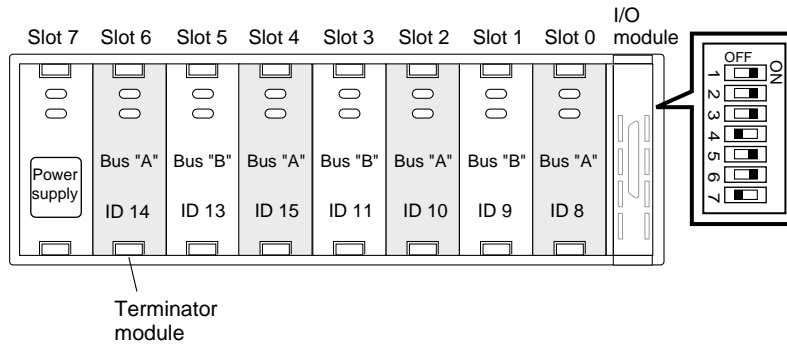 I/O
module
Slot 7 Slot 6 Slot 5 Slot 4 Slot 3 Slot 2 Slot 1 Slot 0
OFF
ON
1
2
3
4
5
6
7
Power
supply
Bus "A" Bus "B" Bus "A" Bus "B" Bus "A" Bus "B" Bus "A"
ID 14 ID 13 ID 15 ID 11 ID 10 ID 9 ID 8
Terminator
module